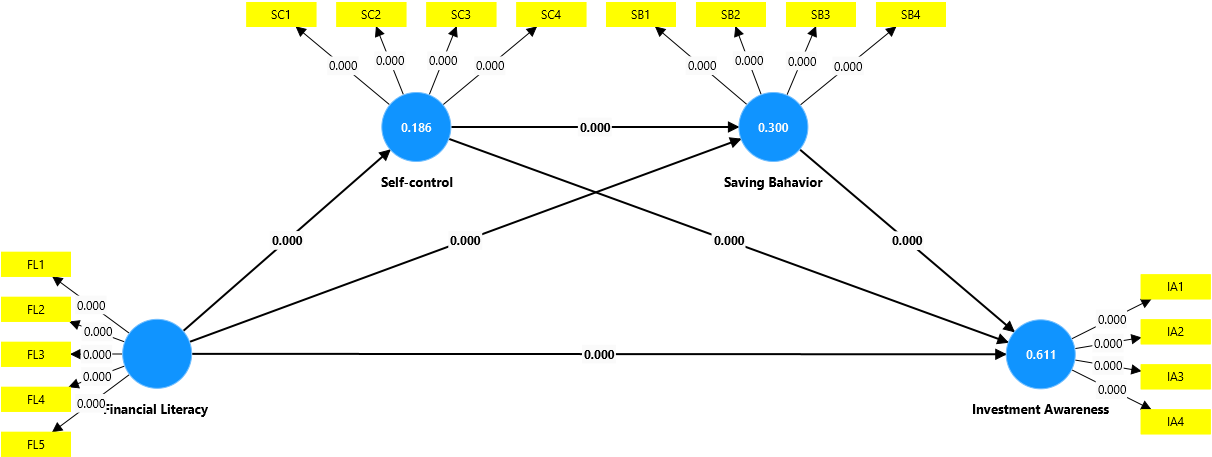 SC1 SC2 SC3 SC4 SB1 SB2 SB3 SB4
0.000 0.000 0.000 0.000 0.000 0.000 0.000 0.000
0.186 0.000 0.300
Self-control Saving Bahavior
0.000 0.000 0.000 0.000
FL1
0.000
FL2
0.000
FL3
0.000
FL4
0.000
FL5
0.000
Financial Literacy
0.000
0.611
Investment Awareness
IA1
0.000
IA2
0.000
IA3
0.000
IA4
0.000